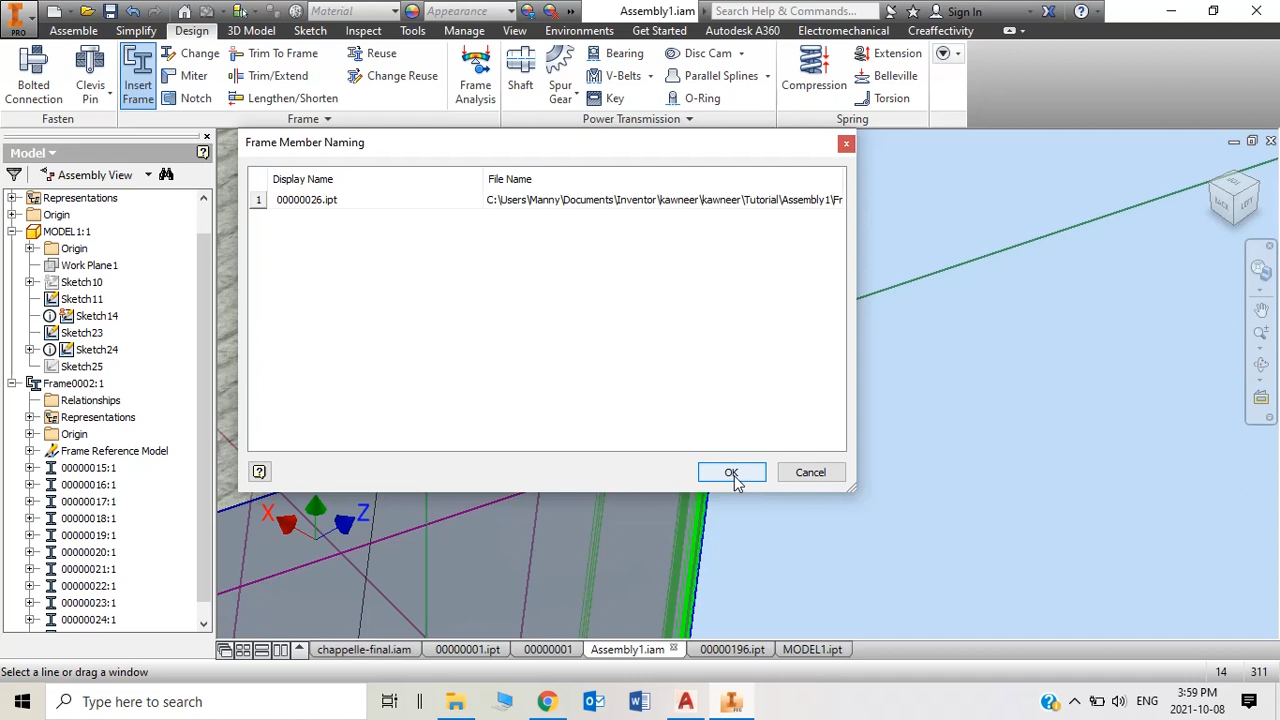 Material
Appearance
Assembly1.iam
Search Help & Commands...
Sign In
PRO
Assemble
Simplify
Design
3D Model
Sketch
Inspect
Tools
Manage
View
Environments
Get Started
Autodesk A360
Electromechanical
Creaffectivity
Bolted Connection
Clevis Pin
Insert Frame
Change
Miter
Notch
Trim To Frame
Trim/Extend
Lengthen/Shorten
Reuse
Change Reuse
Frame Analysis
Shaft
Spur Gear
Bearing
V-Belts
Key
Disc Cam
Parallel Splines
O-Ring
Compression
Extension
Belleville
Torsion
Fasten
Frame
Power Transmission
Spring
Model
Assembly View
Representations
Origin
MODEL1:1
Origin
Work Plane1
Sketch10
Sketch11
Sketch14
Sketch23
Sketch24
Sketch25
Frame0002:1
Relationships
Representations
Origin
Frame Reference Model
00000015:1
00000016:1
00000017:1
00000018:1
00000019:1
00000020:1
00000021:1
00000022:1
00000023:1
00000024:1
Frame Member Naming
Display Name
File Name
1
00000026.ipt
C:\Users\Manny\Documents\Inventor\kawneer\kawneer\Tutorial\Assembly1\Fr
OK
Cancel
BACK
LEFT
X
Z
chappelle-final.iam
00000001.ipt
00000001
Assembly1.iam
00000196.ipt
MODEL1.ipt
Select a line or drag a window
14
311
Type here to search
ENG
3:59 PM
2021-10-08